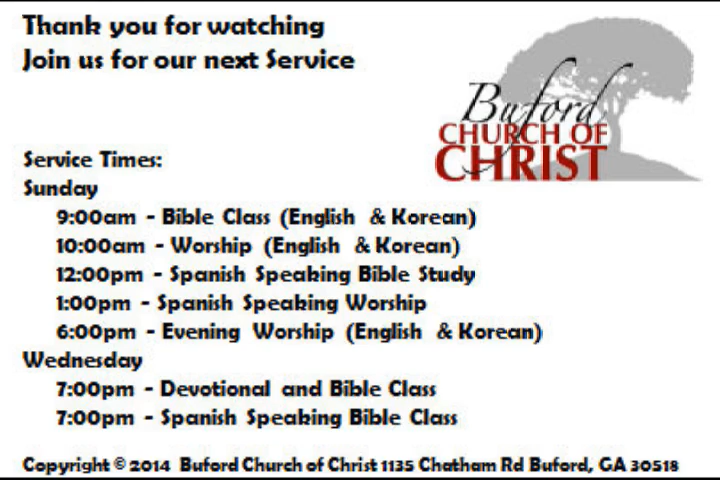 Thank you for watching
Join us for our next Service
Buford
CHURCH OF
CHRIST
Service Times:
Sunday
9:00am - Bible Class (English & Korean)
10:00am - Worship (English & Korean)
12:00pm - Spanish Speaking Bible Study
1:00pm - Spanish Speaking Worship
6:00pm - Evening Worship (English & Korean)
Wednesday
7:00pm - Devotional and Bible Class
7:00pm - Spanish Speaking Bible Class
Copyright © 2014 Buford Church of Christ 1135 Chatham Rd Buford, GA 30518